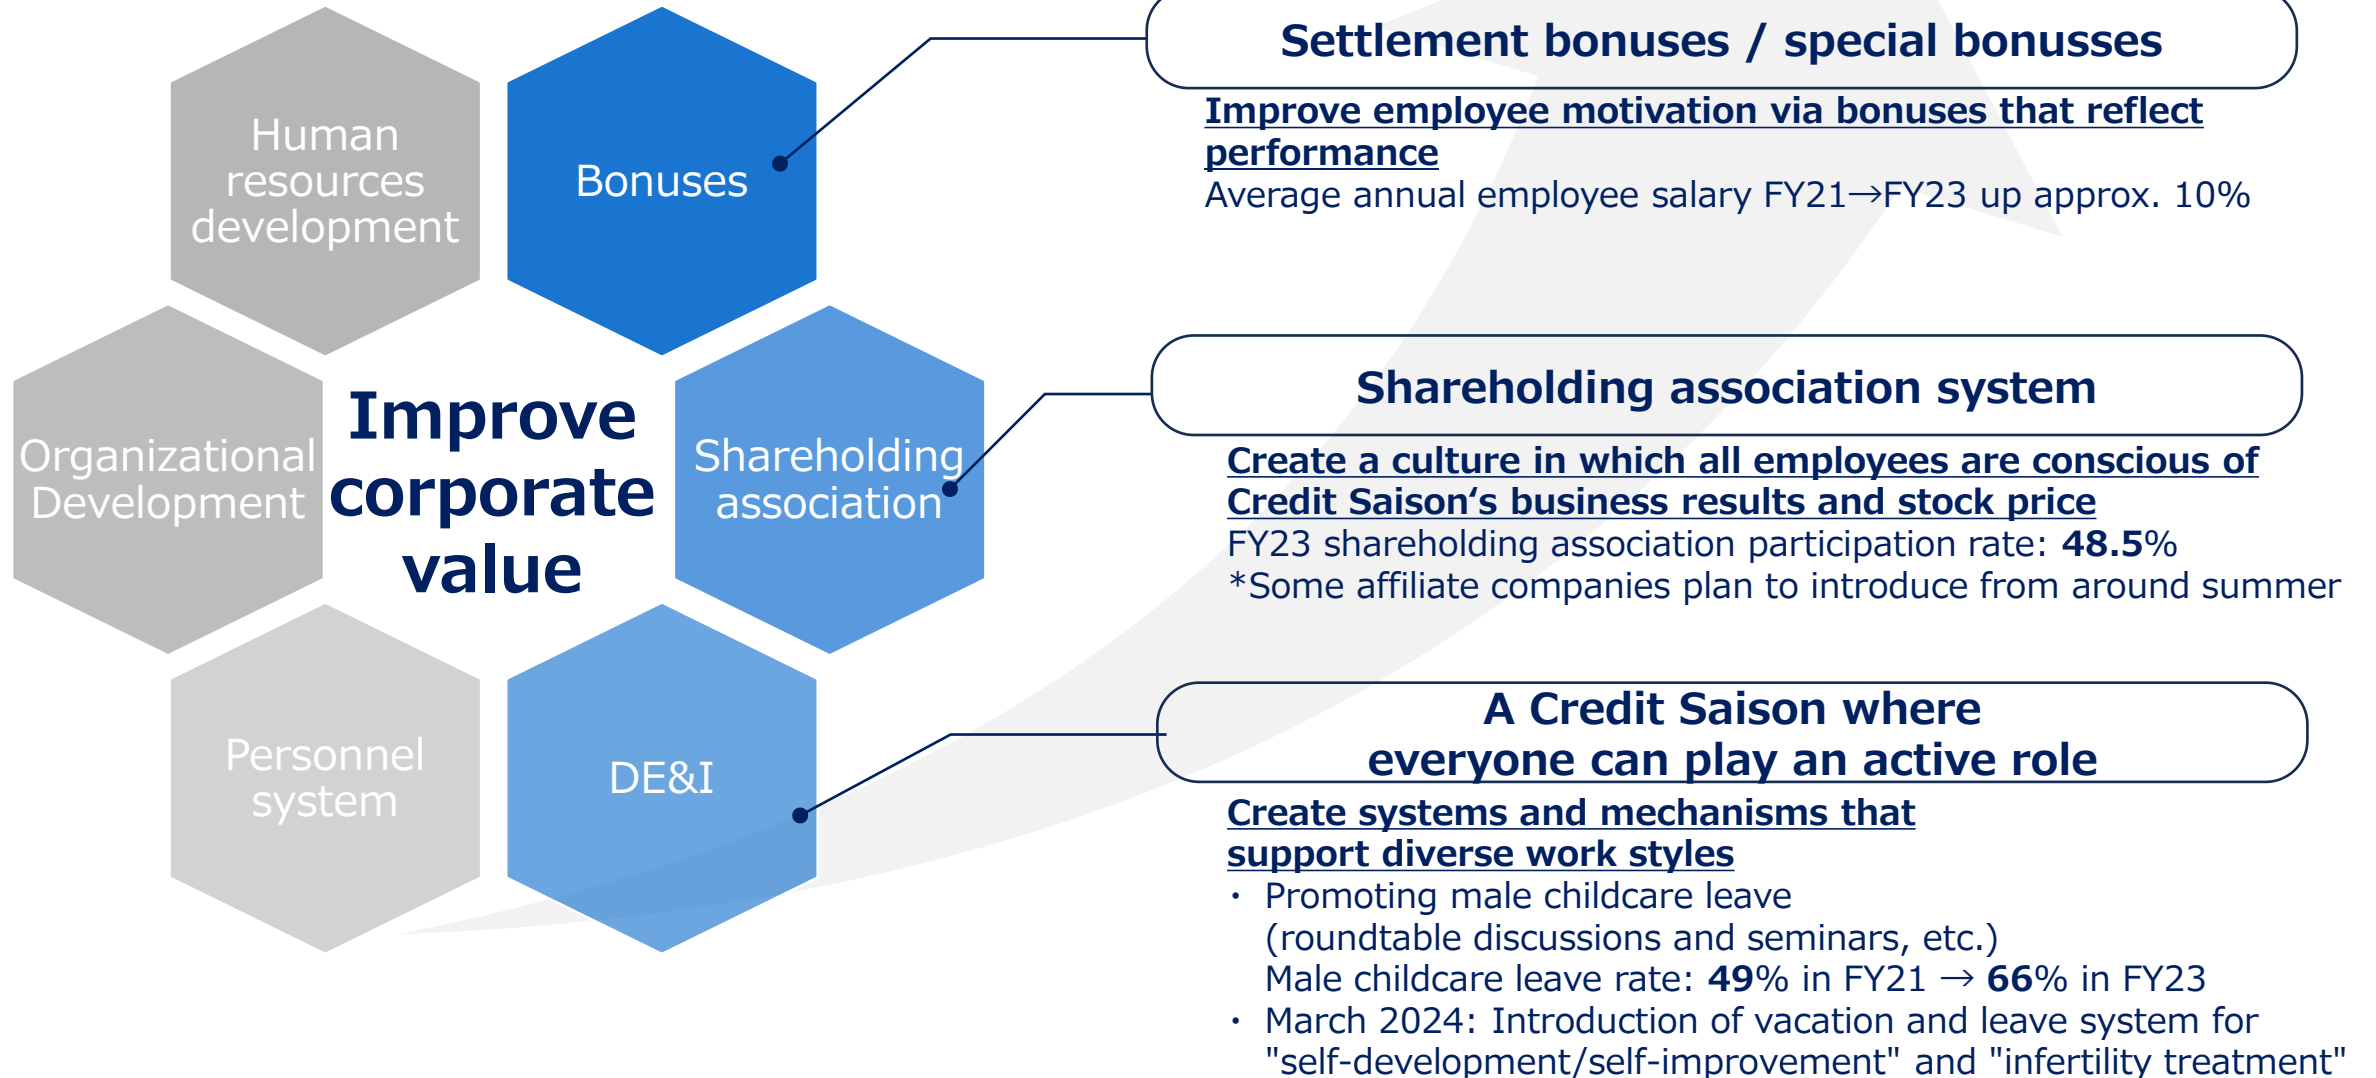 Human
resources
development
Bonuses
Organizational
Development
Improve
corporate
value
Shareholding
association
Personnel
system
DE&I
Settlement bonuses / special bonusses
Improve employee motivation via bonuses that reflect
performance
Average annual employee salary FY21→FY23 up approx. 10%
Shareholding association system
Create a culture in which all employees are conscious of
Credit Saison‘s business results and stock price
FY23 shareholding association participation rate: 48.5%
*Some affiliate companies plan to introduce from around summer
A Credit Saison where
everyone can play an active role
Create systems and mechanisms that
support diverse work styles
・ Promoting male childcare leave
(roundtable discussions and seminars, etc.)
Male childcare leave rate: 49% in FY21 → 66% in FY23
・ March 2024: Introduction of vacation and leave system for
"self-development/self-improvement" and "infertility treatment"